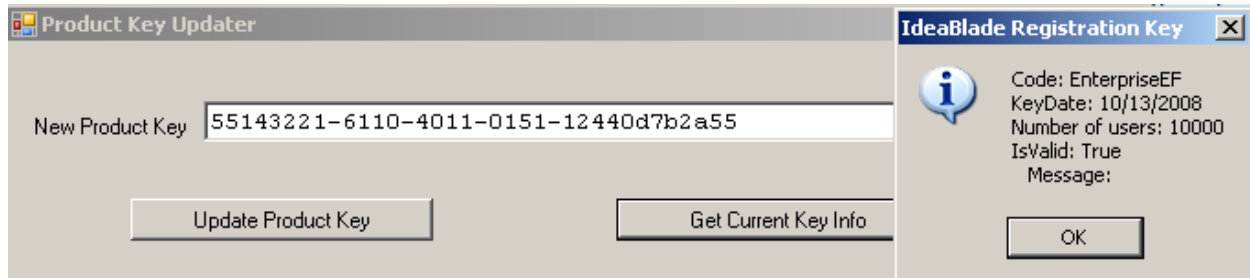 Product Key Updater
New Product Key 55143221-6110-4011-0151-12440d7b2a55
Update Product Key
Get Current Key Info
IdeaBlade Registration Key
Code: EnterpriseEF
KeyDate: 10/13/2008
Number of users: 10000
IsValid: True
Message:
OK